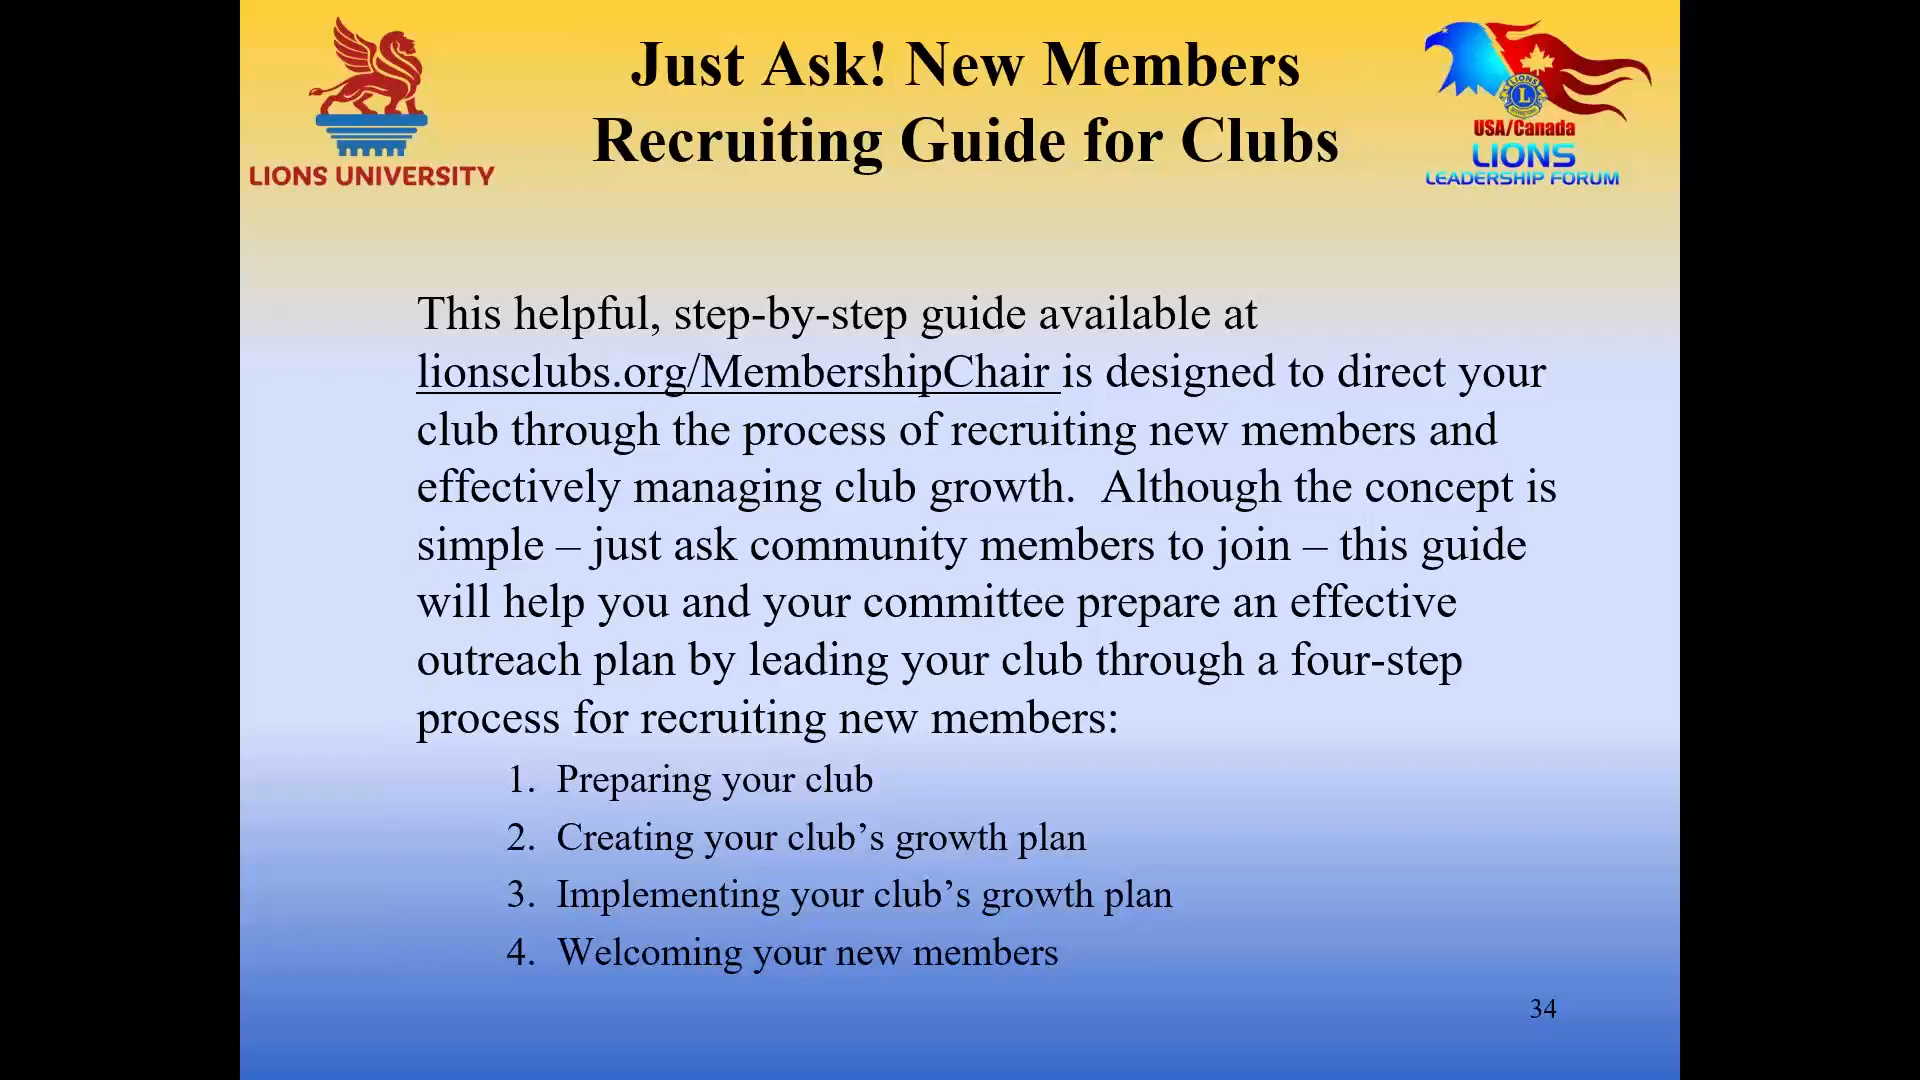 Just Ask! New Members
Recruiting Guide for Clubs
LIONS UNIVERSITY
LIONS
L
INTERNATIONAL
USA/Canada
LIONS
LEADERSHIP FORUM
This helpful, step-by-step guide available at
lionsclubs.org/MembershipChair is designed to direct your
club through the process of recruiting new members and
effectively managing club growth.  Although the concept is
simple – just ask community members to join – this guide
will help you and your committee prepare an effective
outreach plan by leading your club through a four-step
process for recruiting new members:
1. Preparing your club
2. Creating your club’s growth plan
3. Implementing your club’s growth plan
4. Welcoming your new members
34